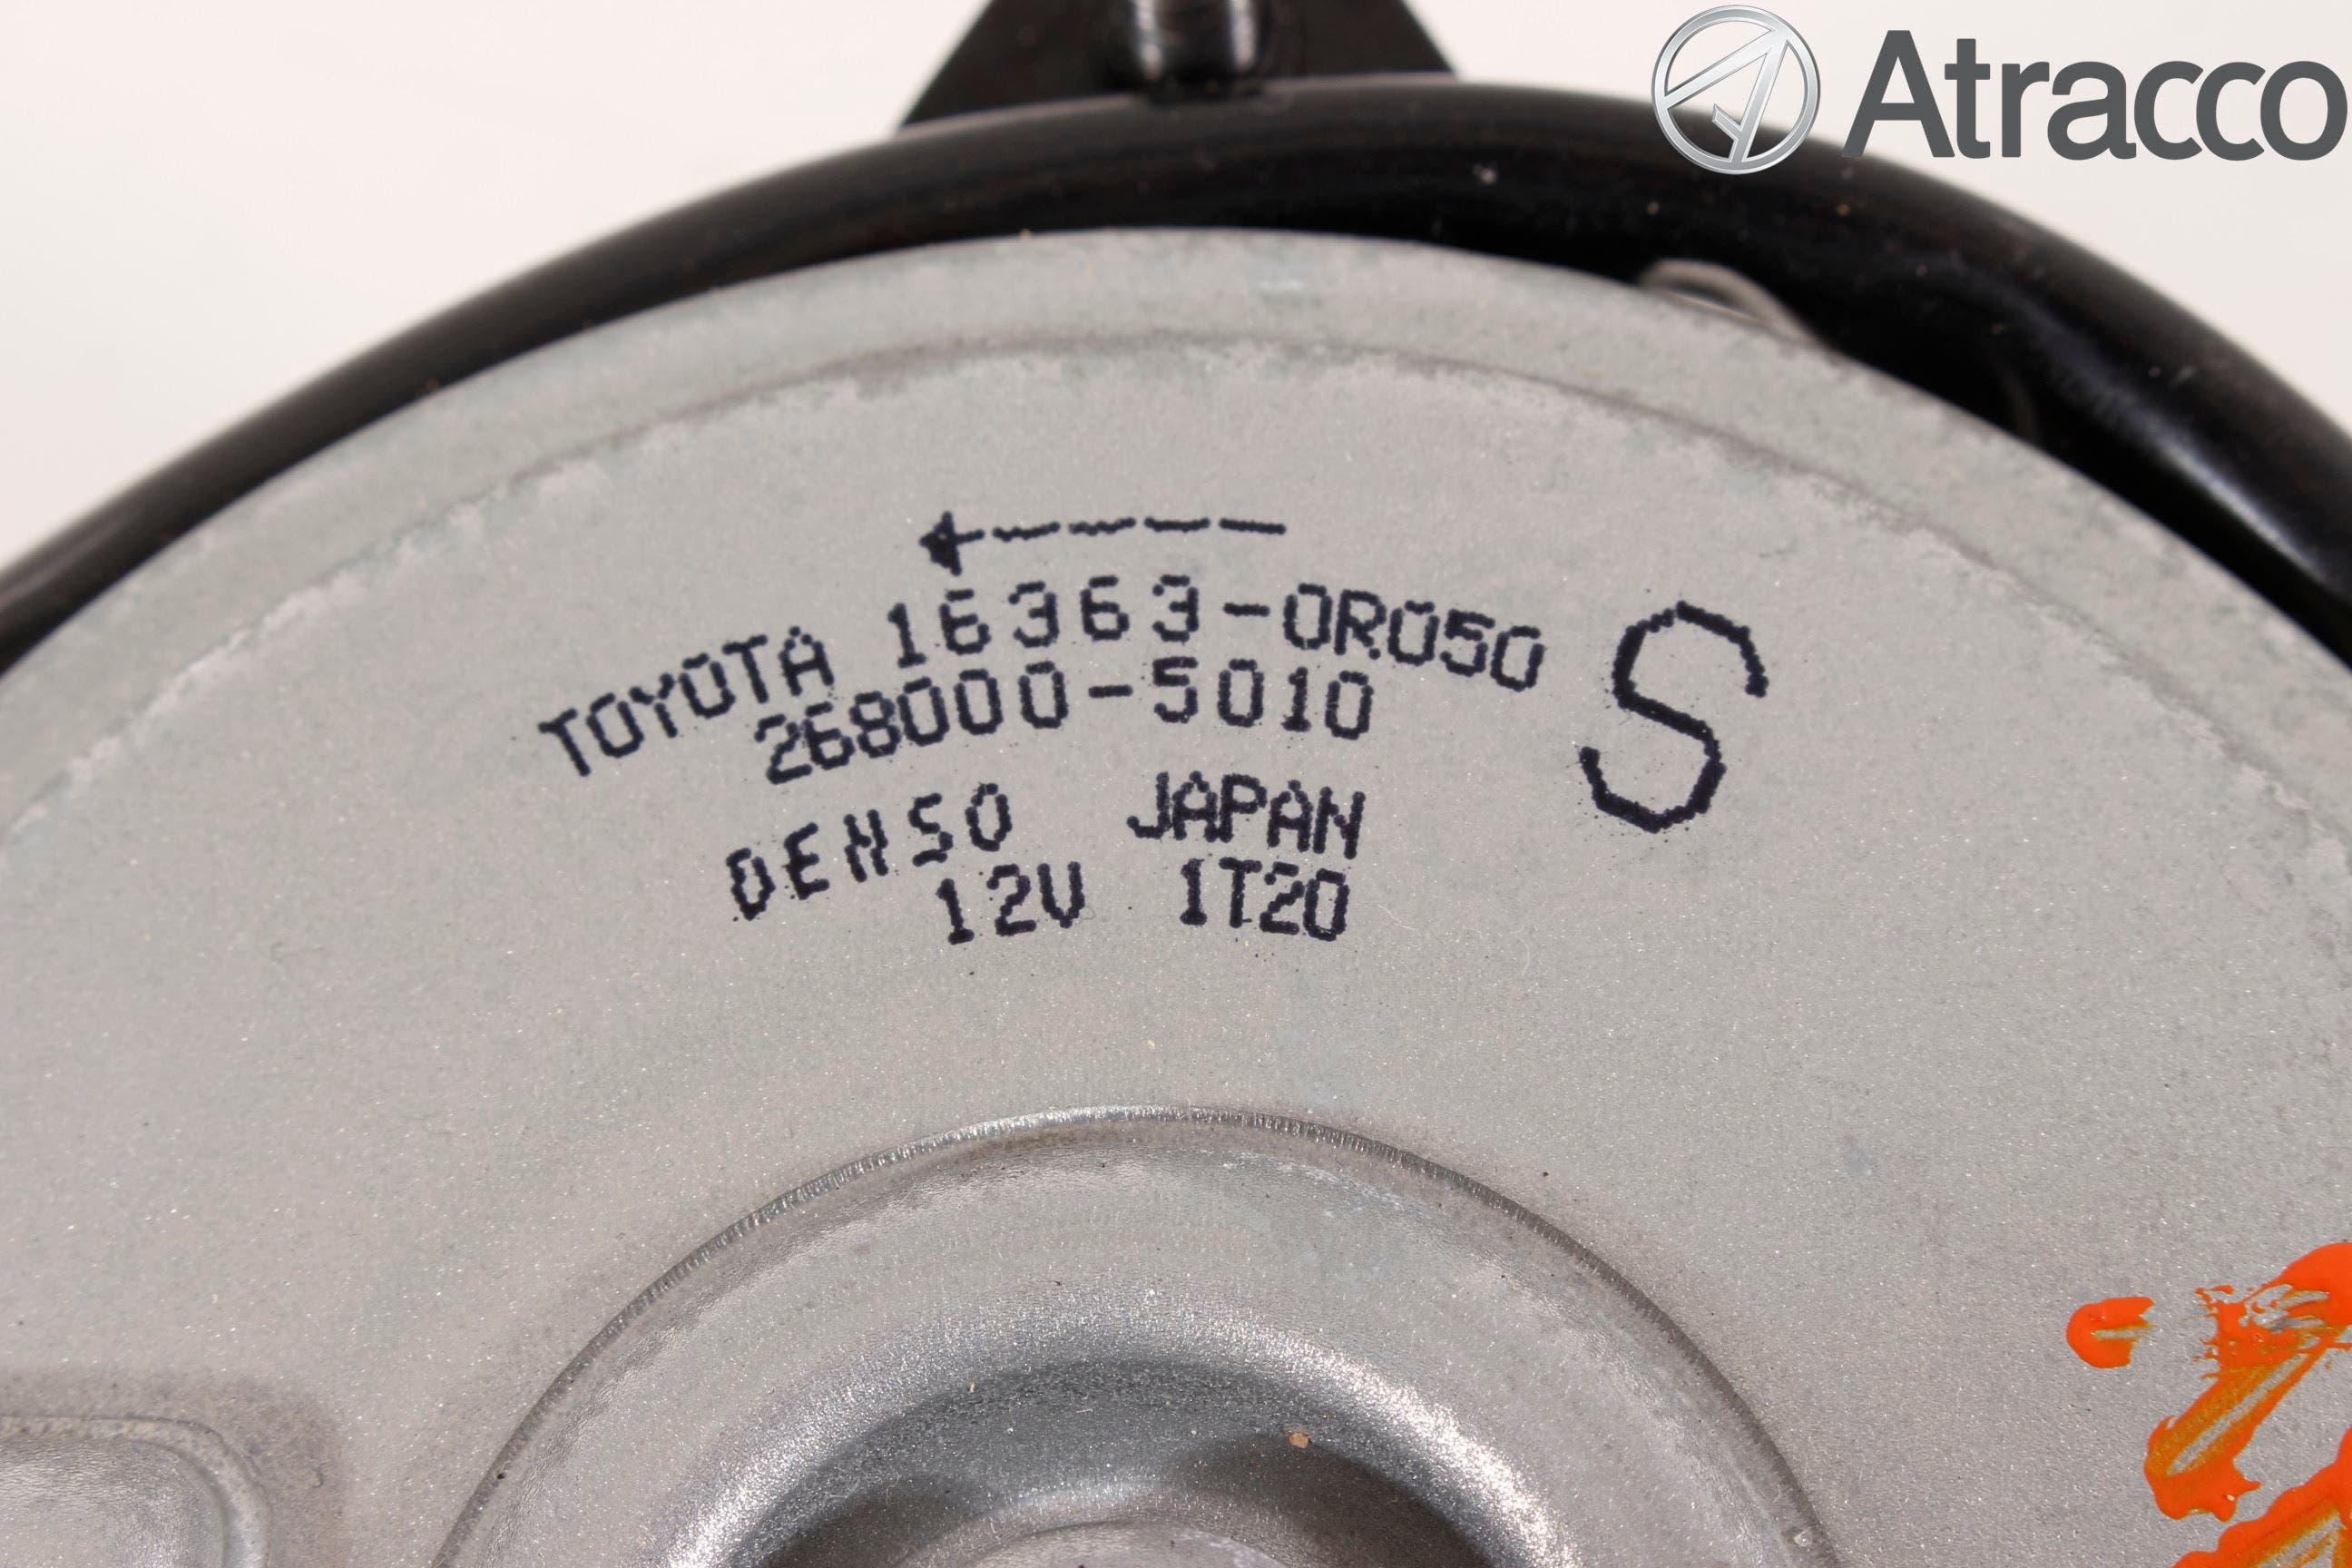 Atracco
TOYOTA 16363-0R050
S
268000-5010
DENSO JAPAN
12V 1T20